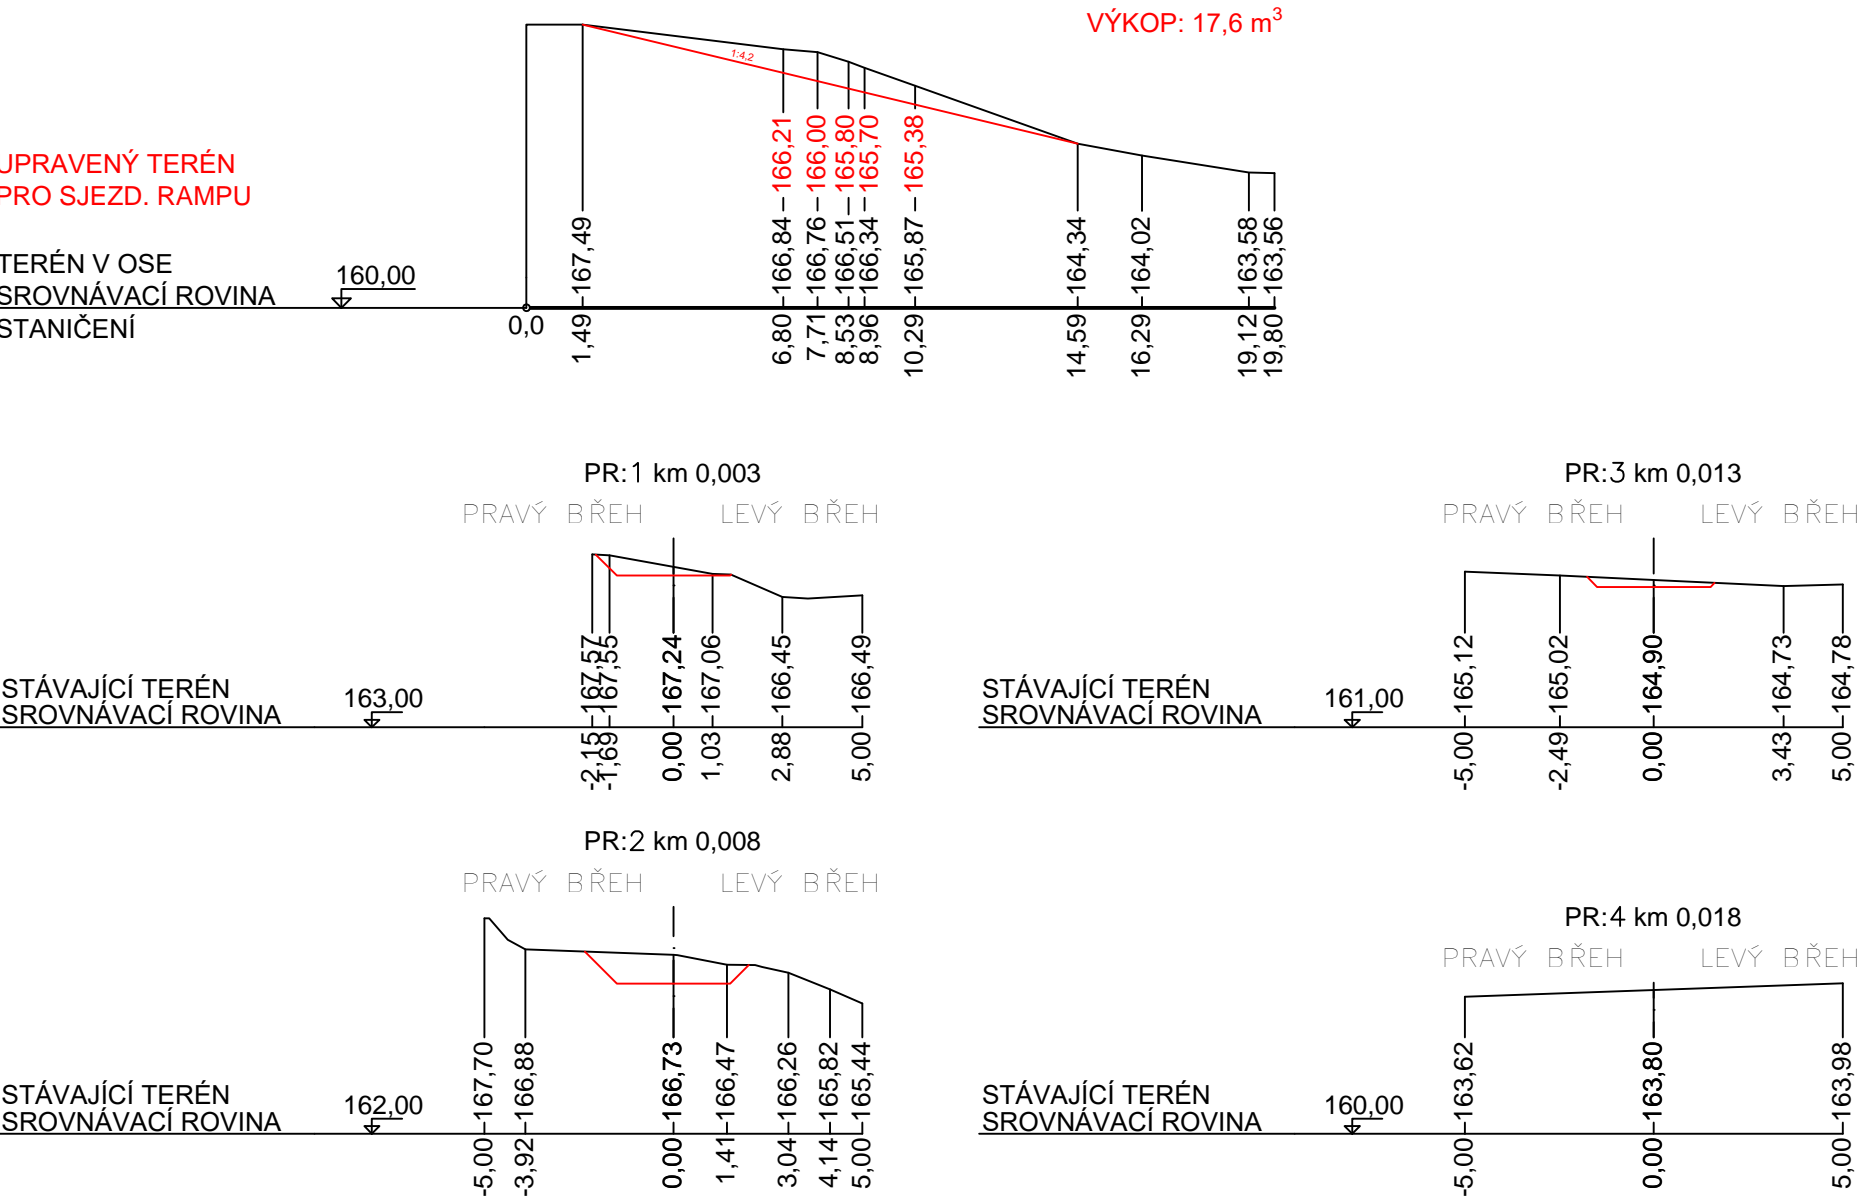 VÝKOP: 17,6 m³
1:4,2
UPRAVENÝ TERÉN
PRO SJEZD. RAMPU
166,21 166,00 165,80 165,70 165,38
TERÉN V OSE
167,49 166,84 166,76 166,51 166,34 165,87 164,34 164,02 163,58 163,56
SROVNÁVACÍ ROVINA 160,00
STANIČENÍ 0,0 1,49 6,80 7,71 8,53 8,96 10,29 14,59 16,29 19,12 19,80
PR:1 km 0,003
PRAVÝ BŘEH LEVÝ BŘEH
STÁVAJÍCÍ TERÉN 167,57 167,55 167,24 167,06 166,45 166,49
SROVNÁVACÍ ROVINA 163,00
-2,15 -1,69 0,00 1,03 2,88 5,00
PR:3 km 0,013
PRAVÝ BŘEH LEVÝ BŘEH
STÁVAJÍCÍ TERÉN 165,12 165,02 164,90 164,73 164,78
SROVNÁVACÍ ROVINA 161,00
-5,00 -2,49 0,00 3,43 5,00
PR:2 km 0,008
PRAVÝ BŘEH LEVÝ BŘEH
STÁVAJÍCÍ TERÉN 167,70 166,88 166,73 166,47 166,26 165,82 165,44
SROVNÁVACÍ ROVINA 162,00
-5,00 -3,92 0,00 1,41 3,04 4,14 5,00
PR:4 km 0,018
PRAVÝ BŘEH LEVÝ BŘEH
STÁVAJÍCÍ TERÉN 163,62 163,80 163,98
SROVNÁVACÍ ROVINA 160,00
-5,00 0,00 5,00